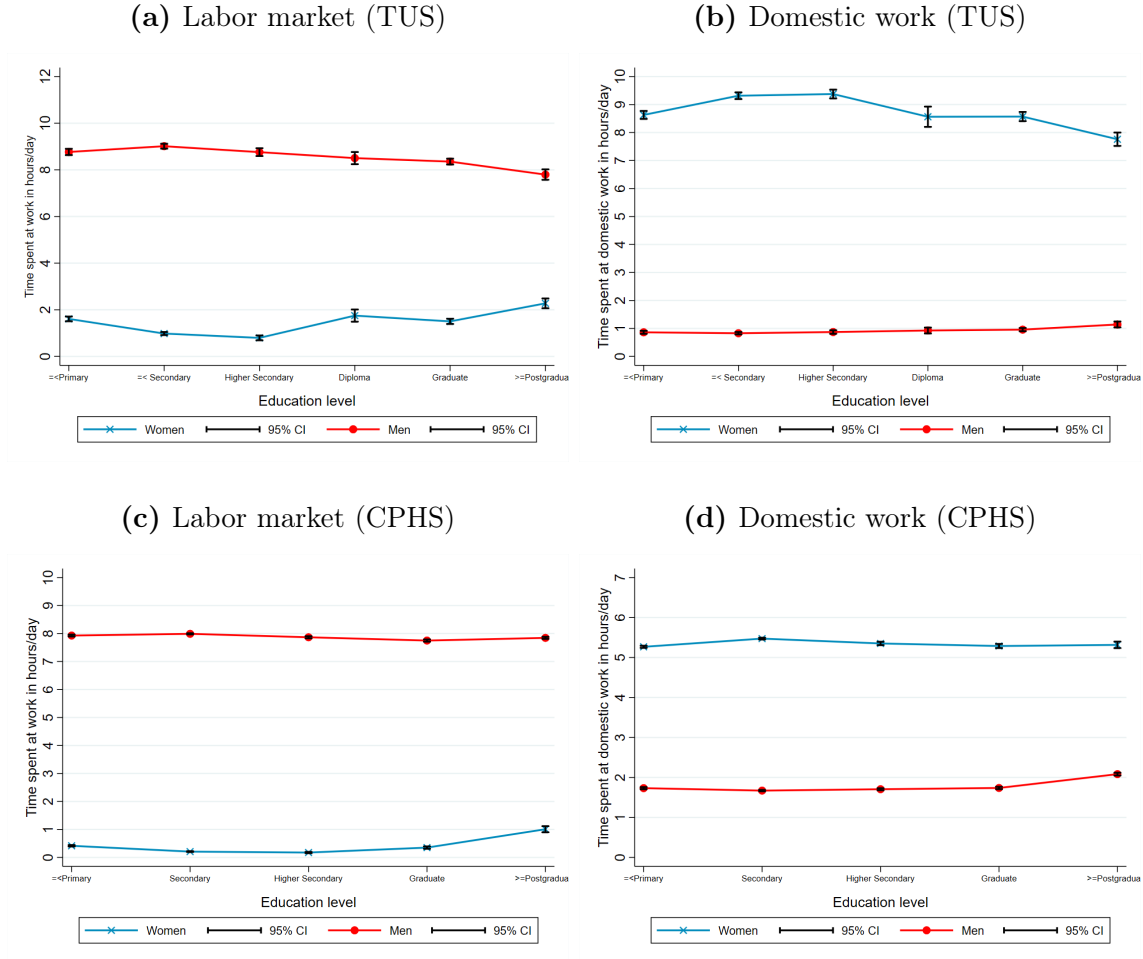 (a) Labor market (TUS)
Time spent at work in hours/day
12
10
8
6
4
2
0
=<Primary =< Secondary Higher Secondary Diploma Graduate >=Postgradua
Education level
Women 95% CI Men 95% CI
(b) Domestic work (TUS)
Time spent at domestic work in hours/day
10
9
8
7
6
5
4
3
2
1
0
=<Primary =< Secondary Higher Secondary Diploma Graduate >=Postgradua
Education level
Women 95% CI Men 95% CI
(c) Labor market (CPHS)
Time spent at work in hours/day
10
9
8
7
6
5
4
3
2
1
0
=<Primary Secondary Higher Secondary Graduate >=Postgradua
Education level
Women 95% CI Men 95% CI
(d) Domestic work (CPHS)
Time spent at domestic work in hours/day
7
6
5
4
3
2
1
0
=<Primary Secondary Higher Secondary Graduate >=Postgradua
Education level
Women 95% CI Men 95% CI